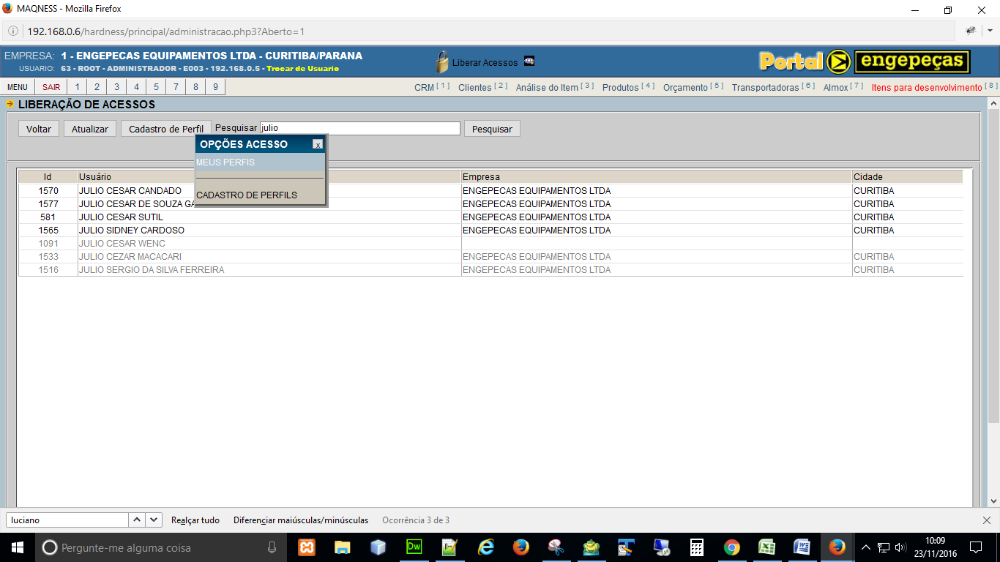 MAQNESS - Mozilla Firefox
192.168.0.6/hardness/principal/administracao.php3?Aberto=1
EMPRESA: 1 - ENGEPECAS EQUIPAMENTOS LTDA - CURITIBA/PARANA
USUARIO: 63 - ROOT - ADMINISTRADOR - E003 - 192.168.0.5 - Trocar de Usuario
Liberar Acessos
Portal engepeças
MENU SAIR 1 2 3 4 5 7 8 9 CRM [ 1 ] Clientes [ 2 ] Análise do Item [ 3 ] Produtos [ 4 ] Orçamento [ 5 ] Transportadoras [ 6 ] Almox [ 7 ] Itens para desenvolvimento [ 8 ]
LIBERAÇÃO DE ACESSOS
Voltar Atualizar Cadastro de Perfil Pesquisar julio Pesquisar
OPÇÕES ACESSO x
MEUS PERFIS
CADASTRO DE PERFILS
Id Usuário Empresa Cidade
1570 JULIO CESAR CANDADO ENGEPECAS EQUIPAMENTOS LTDA CURITIBA
1577 JULIO CESAR DE SOUZA GA ENGEPECAS EQUIPAMENTOS LTDA CURITIBA
581 JULIO CESAR SUTIL ENGEPECAS EQUIPAMENTOS LTDA CURITIBA
1565 JULIO SIDNEY CARDOSO ENGEPECAS EQUIPAMENTOS LTDA CURITIBA
1091 JULIO CESAR WENC
1533 JULIO CEZAR MACACARI ENGEPECAS EQUIPAMENTOS LTDA CURITIBA
1516 JULIO SERGIO DA SILVA FERREIRA ENGEPECAS EQUIPAMENTOS LTDA CURITIBA
luciano Realçar tudo Diferenciar maiúsculas/minúsculas Ocorrência 3 de 3
Pergunte-me alguma coisa Dw 10:09
23/11/2016